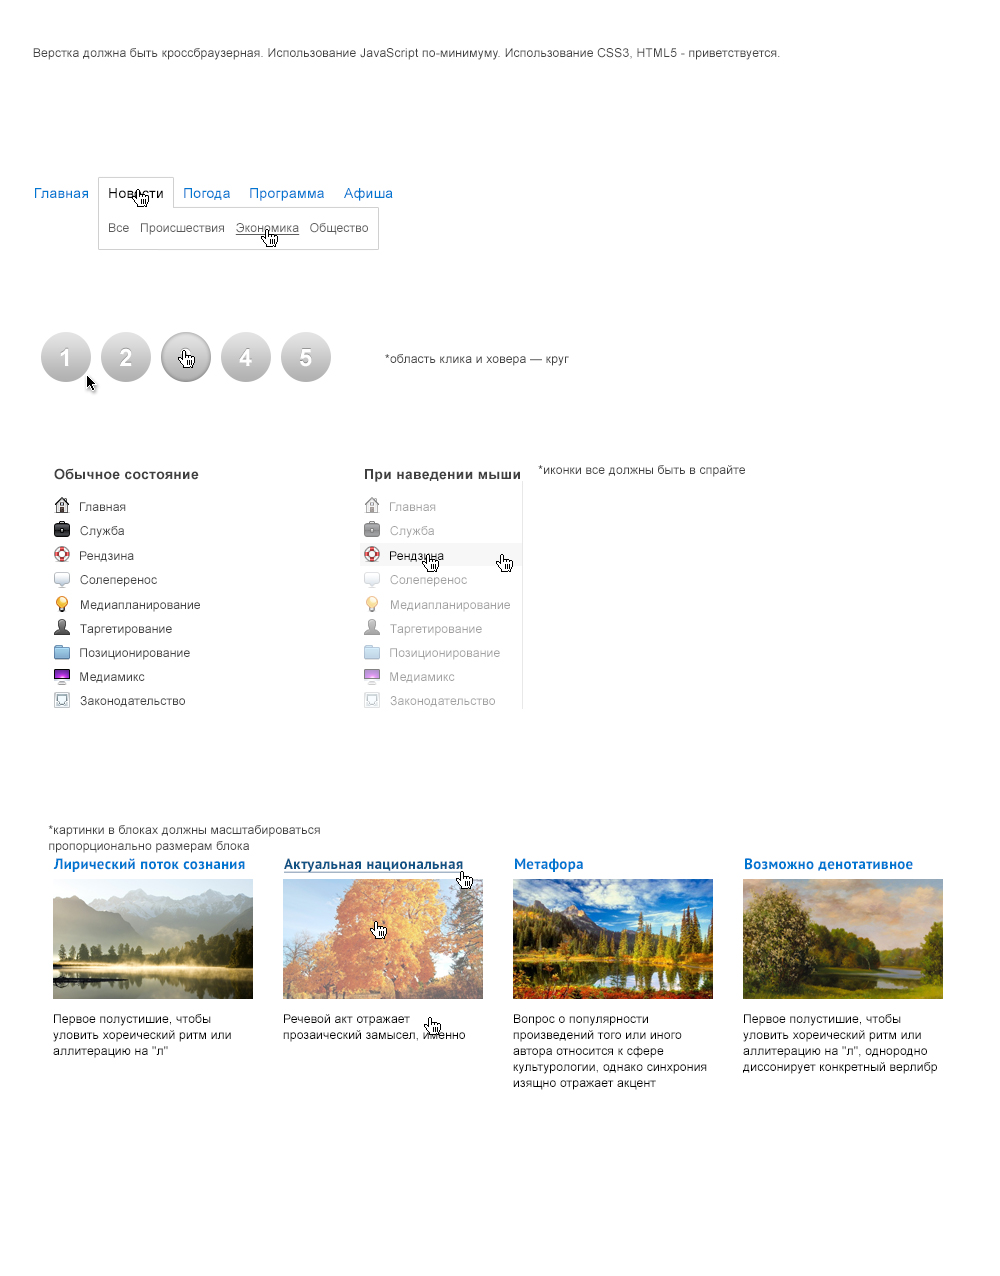 Верстка должна быть кроссбраузерная. Использование JavaScript по-минимуму. Использование CSS3, HTML5 - приветствуется.
Главная Новости Погода Программа Афиша
Все Происшествия Экономика Общество
1 2 4 5 *область клика и ховера — круг
Обычное состояние
Главная
Служба
Рендзина
Солеперенос
Медиапланирование
Таргетирование
Позиционирование
Медиамикс
Законодательство
При наведении мыши
Главная
Служба
Рендзина
Солеперенос
Медиапланирование
Таргетирование
Позиционирование
Медиамикс
Законодательство
*иконки все должны быть в спрайте
*картинки в блоках должны масштабироваться
пропорционально размерам блока
Лирический поток сознания
Первое полустишие, чтобы
уловить хореический ритм или
аллитерацию на "л"
Актуальная национальная
Речевой акт отражает
прозаический замысел, именно
Метафора
Вопрос о популярности
произведений того или иного
автора относится к сфере
культурологии, однако синхрония
изящно отражает акцент
Возможно денотативное
Первое полустишие, чтобы
уловить хореический ритм или
аллитерацию на "л", однородно
диссонирует конкретный верлибр